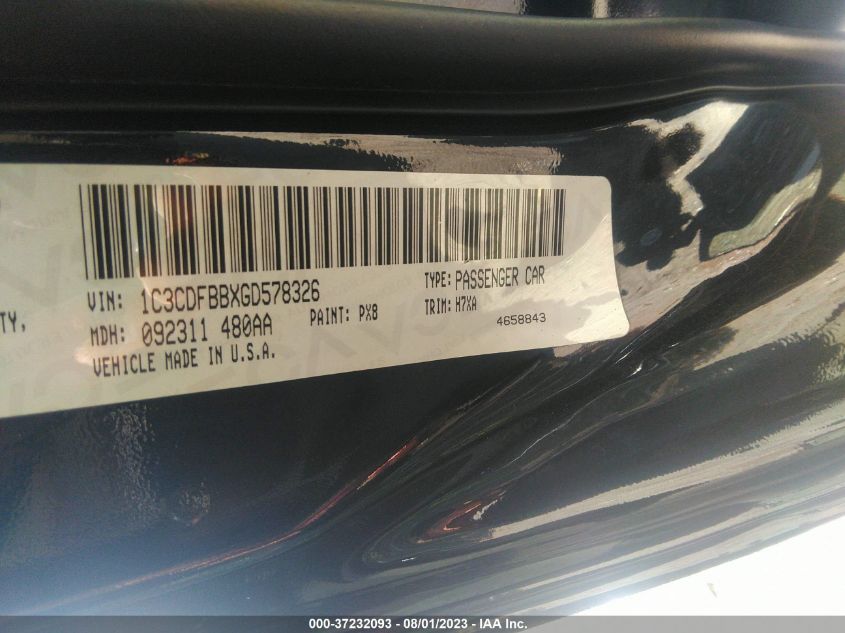 VIN: 1C3CDFBBXGD578326
TYPE: PASSENGER CAR
TY,
MDH: 092311 480AA
PAINT: PX8
TRIM: H7XA
VEHICLE MADE IN U.S.A.
4658843
000-37232093 - 08/01/2023 - IAA Inc.